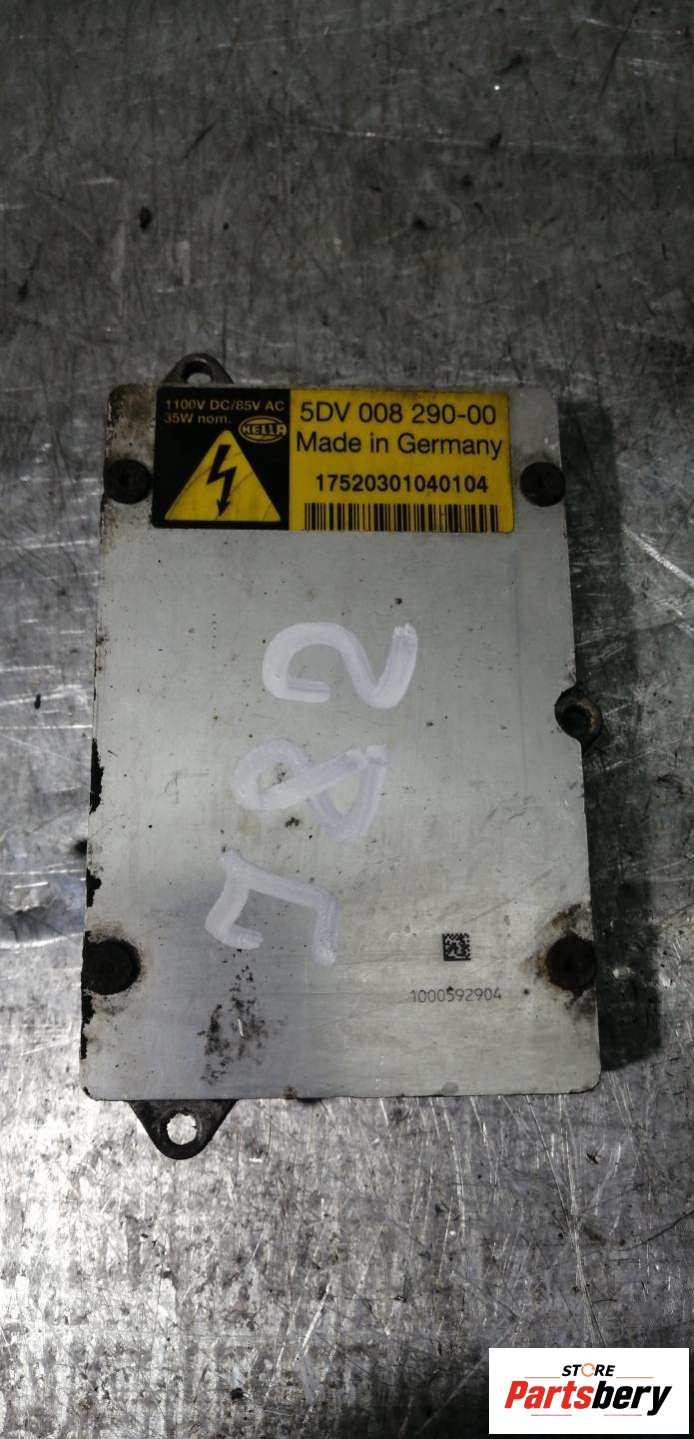 1100V DC/85V AC
35W nom.
HELLA
5DV 008 290-00
Made in Germany
17520301040104
1000592904
STORE
Partsbery